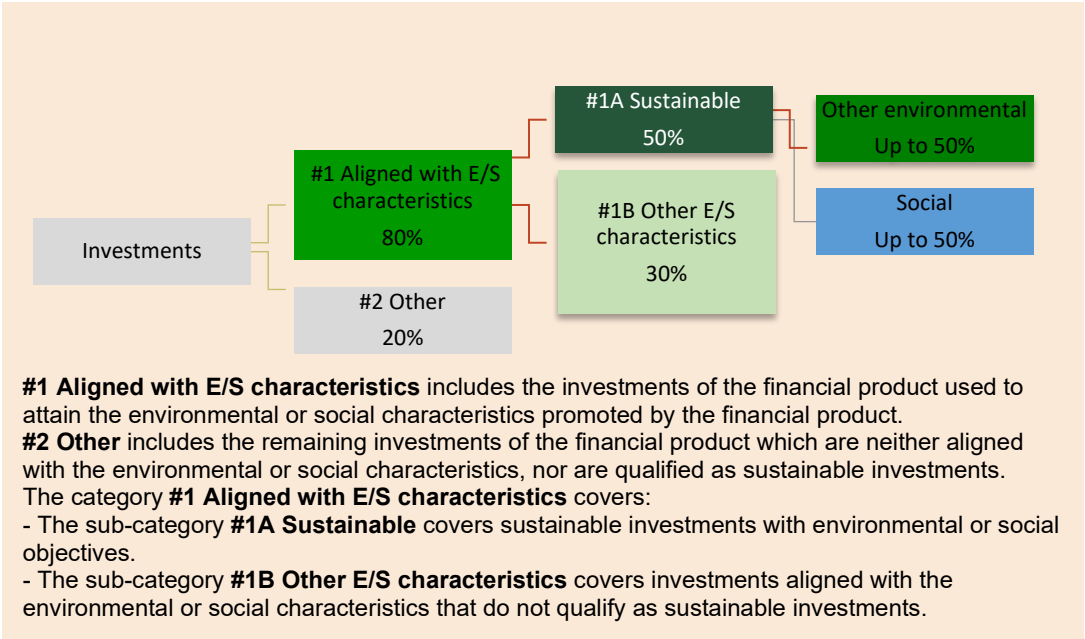 Investments
#1 Aligned with E/S
characteristics
80%
#2 Other
20%
#1A Sustainable
50%
#1B Other E/S
characteristics
30%
Other environmental
Up to 50%
Social
Up to 50%
#1 Aligned with E/S characteristics includes the investments of the financial product used to
attain the environmental or social characteristics promoted by the financial product.
#2 Other includes the remaining investments of the financial product which are neither aligned
with the environmental or social characteristics, nor are qualified as sustainable investments.
The category #1 Aligned with E/S characteristics covers:
- The sub-category #1A Sustainable covers sustainable investments with environmental or social
objectives.
- The sub-category #1B Other E/S characteristics covers investments aligned with the
environmental or social characteristics that do not qualify as sustainable investments.